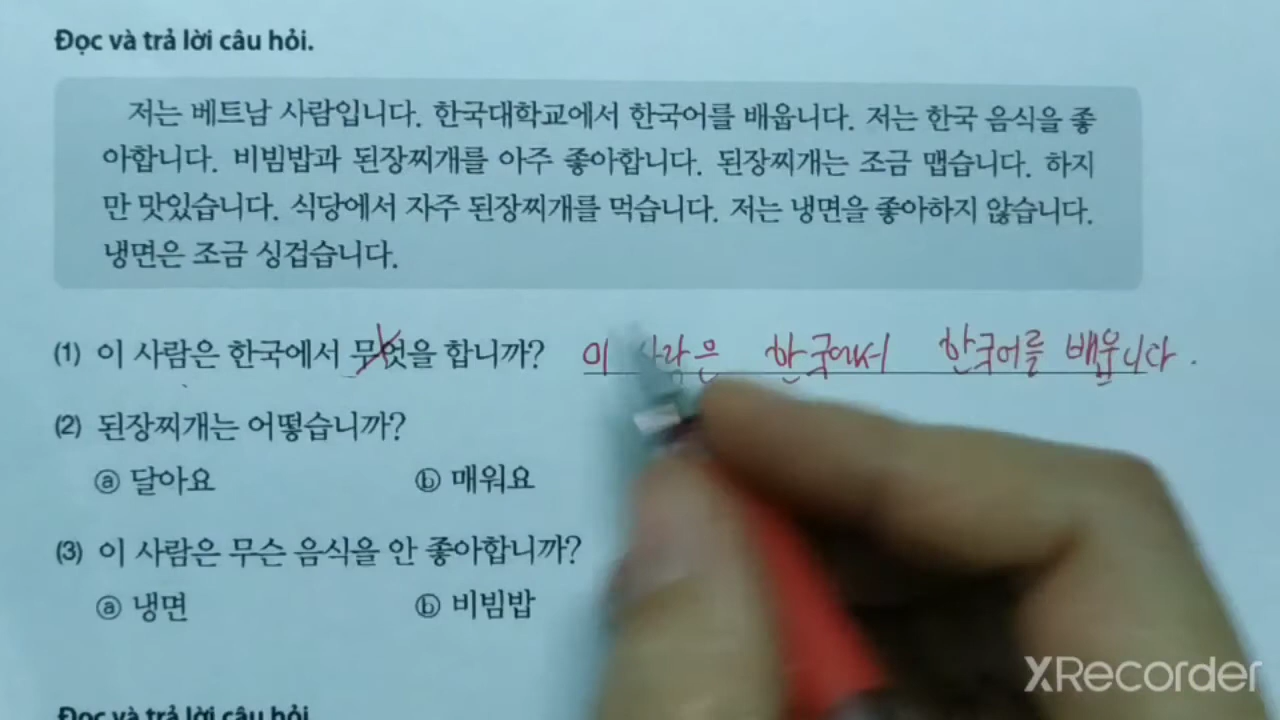 Đọc và trả lời câu hỏi.
저는 베트남 사람입니다. 한국대학교에서 한국어를 배웁니다. 저는 한국 음식을 좋
아합니다. 비빔밥과 된장찌개를 아주 좋아합니다. 된장찌개는 조금 맵습니다. 하지
만 맛있습니다. 식당에서 자주 된장찌개를 먹습니다. 저는 냉면을 좋아하지 않습니다.
냉면은 조금 싱겁습니다.
(1) 이 사람은 한국에서 무엇을 합니까? 이 사람은 한국에서 한국어를 배웁니다.
(2) 된장찌개는 어떻습니까?
ⓐ 달아요 ⓑ 매워요
(3) 이 사람은 무슨 음식을 안 좋아합니까?
ⓐ 냉면 ⓑ 비빔밥
XRecorder
Đọc và trả lời câu hỏi